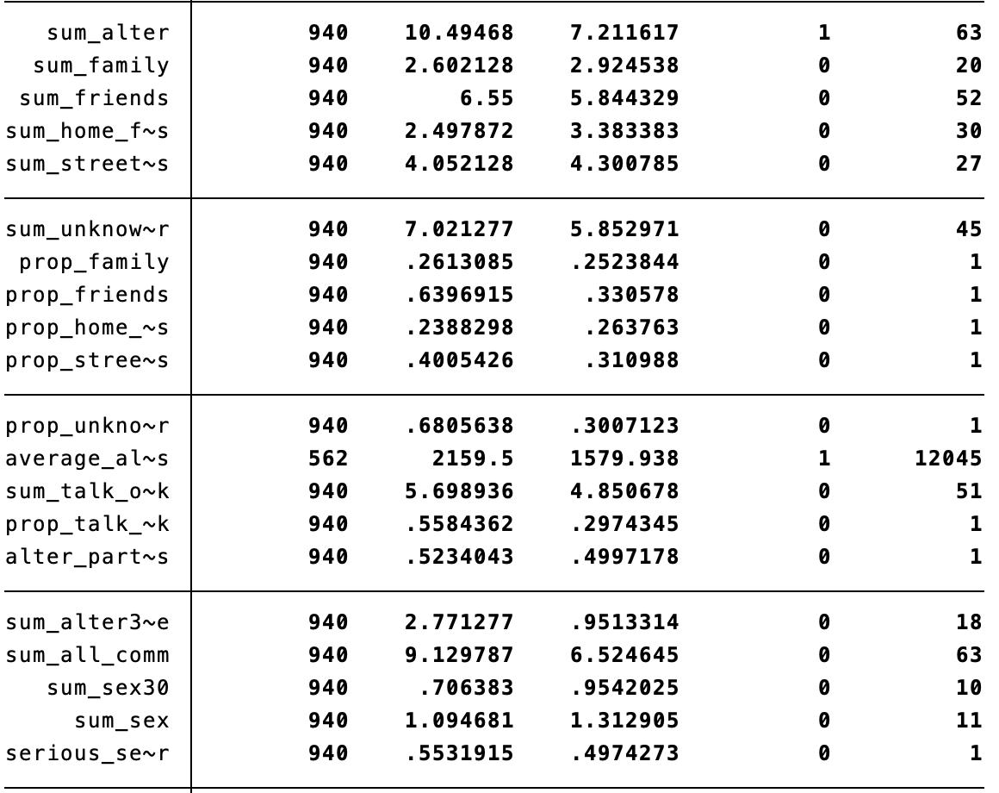 sum_alter 940 10.49468 7.211617 1 63
sum_family 940 2.602128 2.924538 0 20
sum_friends 940 6.55 5.844329 0 52
sum_home_f~s 940 2.497872 3.383383 0 30
sum_street~s 940 4.052128 4.300785 0 27
sum_unknow~r 940 7.021277 5.852971 0 45
prop_family 940 .2613085 .2523844 0 1
prop_friends 940 .6396915 .330578 0 1
prop_home_~s 940 .2388298 .263763 0 1
prop_stree~s 940 .4005426 .310988 0 1
prop_unkno~r 940 .6805638 .3007123 0 1
average_al~s 562 2159.5 1579.938 1 12045
sum_talk_o~k 940 5.698936 4.850678 0 51
prop_talk_~k 940 .5584362 .2974345 0 1
alter_part~s 940 .5234043 .4997178 0 1
sum_alter3~e 940 2.771277 .9513314 0 18
sum_all_comm 940 9.129787 6.524645 0 63
sum_sex30 940 .706383 .9542025 0 10
sum_sex 940 1.094681 1.312905 0 11
serious_se~r 940 .5531915 .4974273 0 1